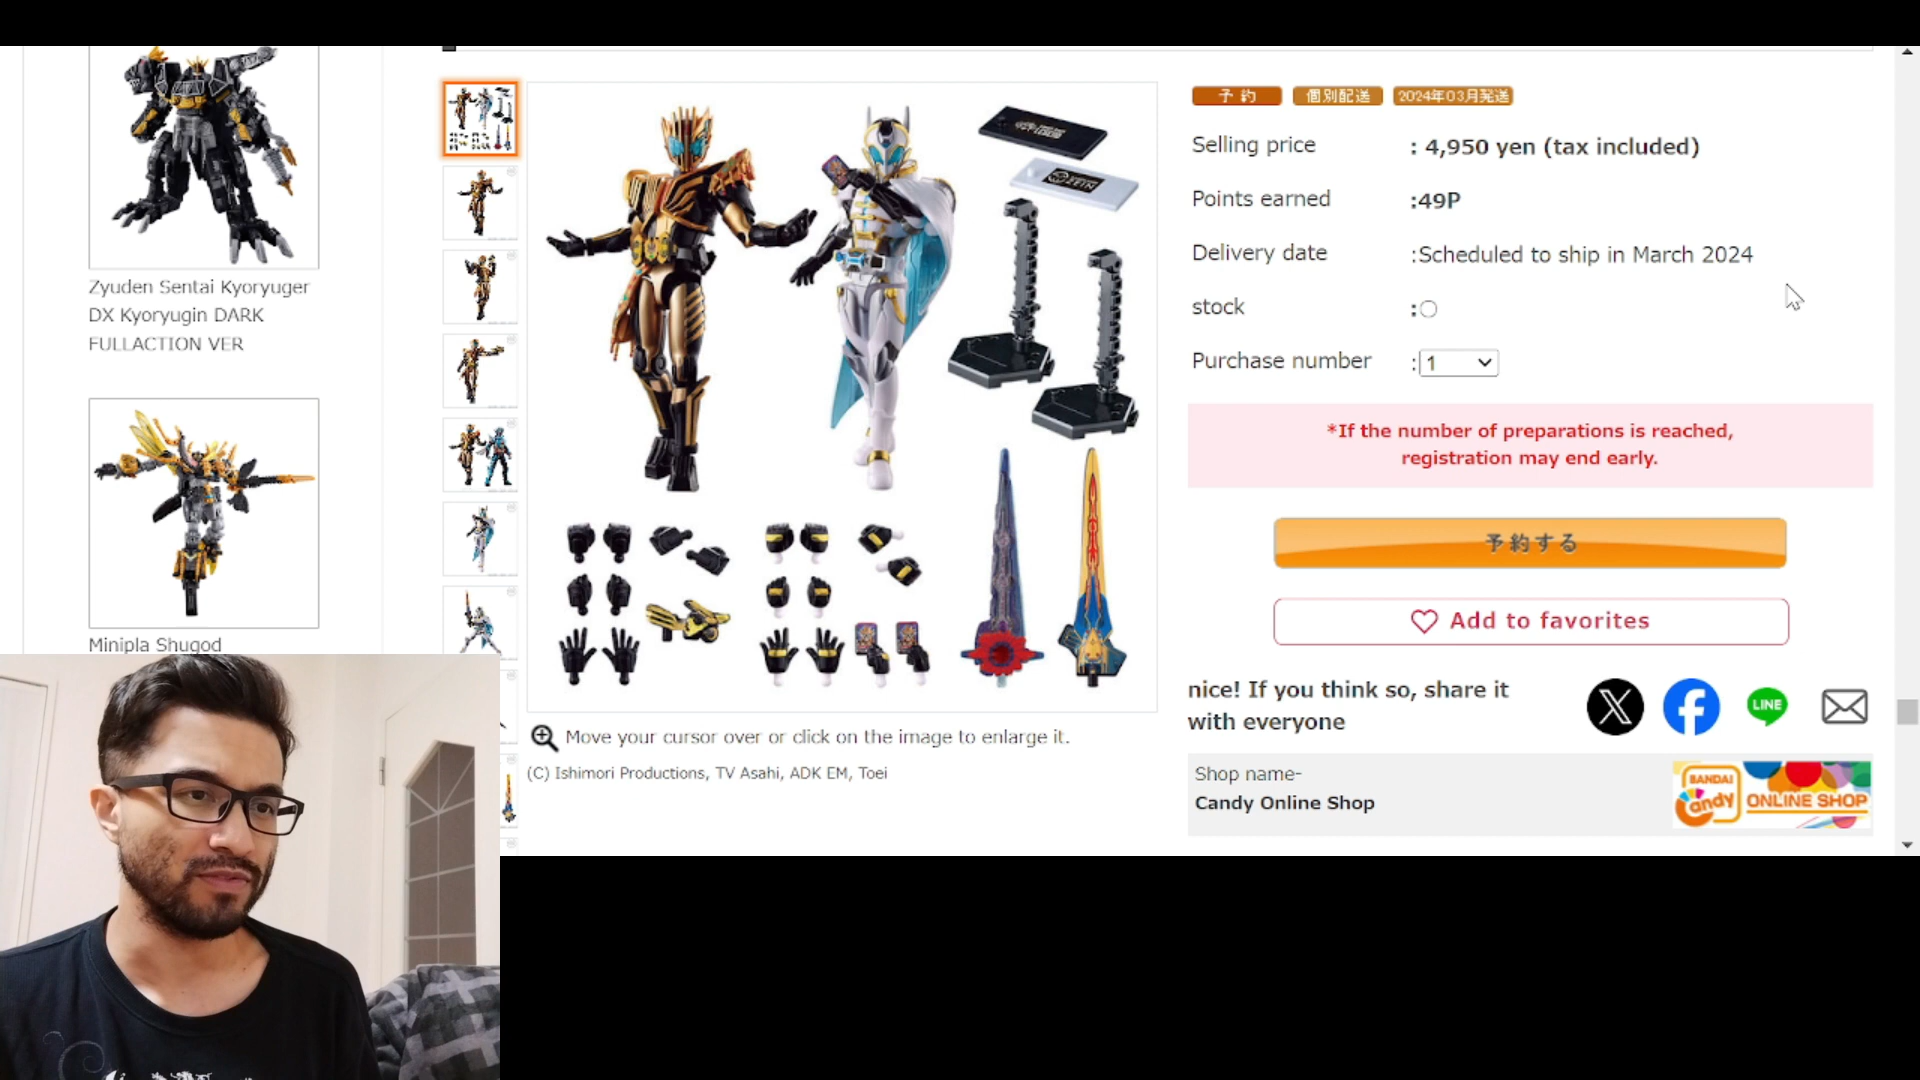 Zyuden Sentai Kyoryuger
DX Kyoryugin DARK
FULLACTION VER
Minipla Shugod
ZEIN
Move your cursor over or click on the image to enlarge it.
(C) Ishimori Productions, TV Asahi, ADK EM, Toei
予約 個別配送 2024年03月発送
Selling price : 4,950 yen (tax included)
Points earned :49P
Delivery date :Scheduled to ship in March 2024
stock :○
Purchase number : 1
*If the number of preparations is reached,
registration may end early.
予約する
Add to favorites
nice! If you think so, share it
with everyone
LINE
Shop name-
Candy Online Shop
BANDAI
Candy ONLINE SHOP